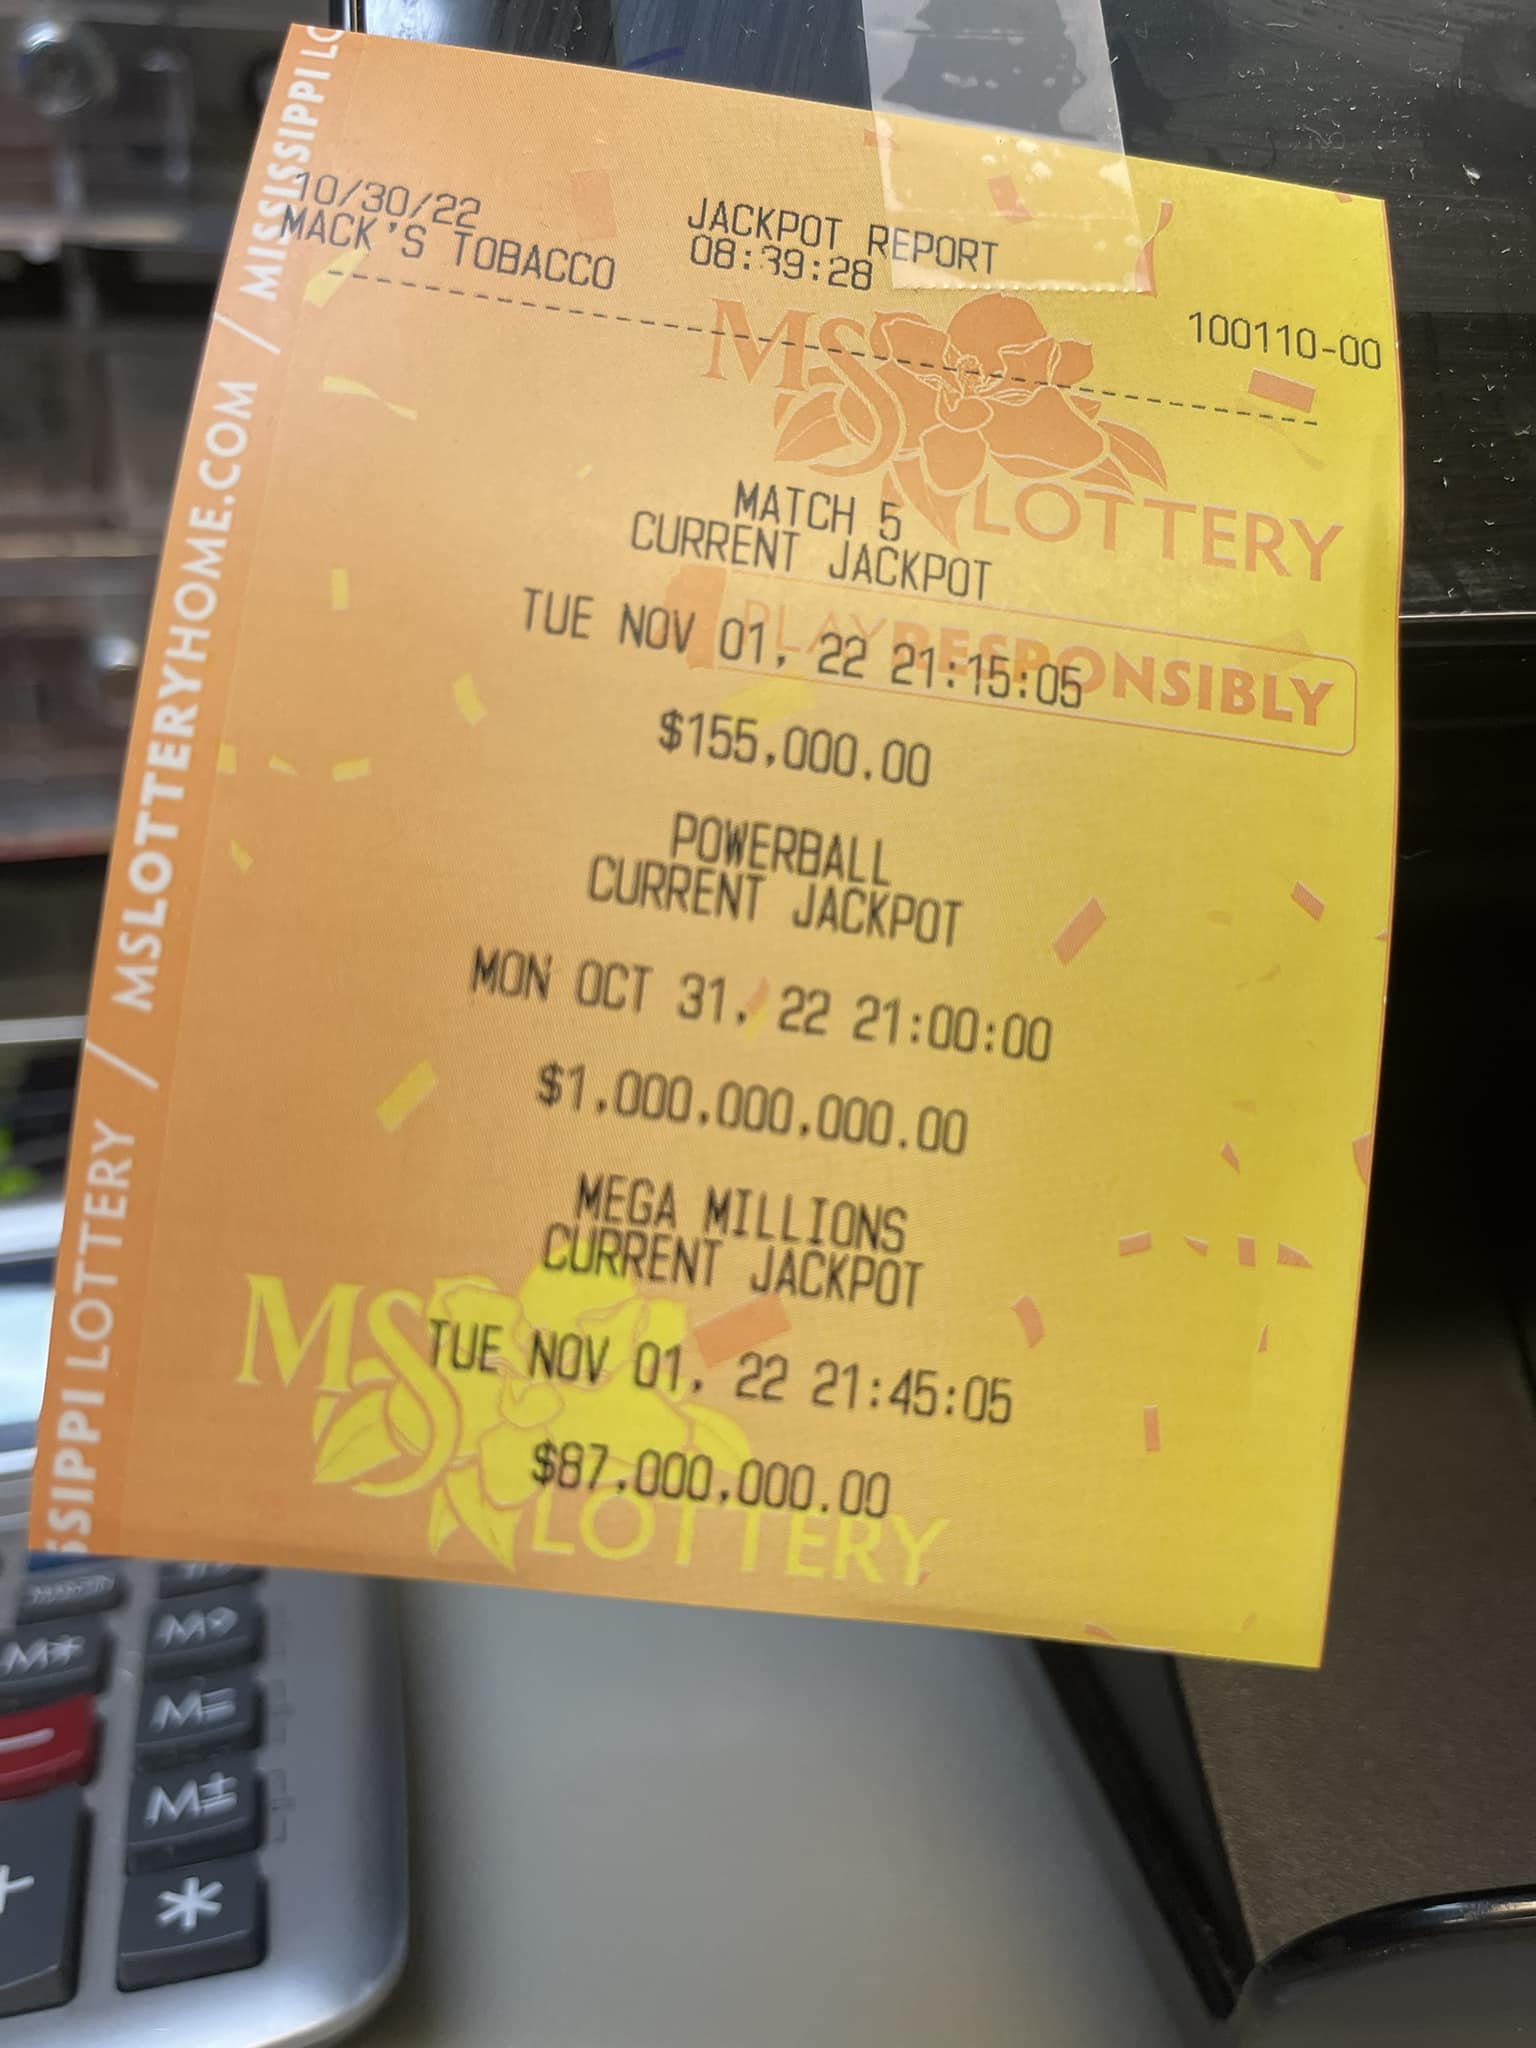 10/30/22 JACKPOT REPORT
MACK'S TOBACCO 08:39:28 100110-00
MS LOTTERY
PLAY RESPONSIBLY
MATCH 5
CURRENT JACKPOT
TUE NOV 01, 22 21:15:05
$155,000.00
POWERBALL
CURRENT JACKPOT
MON OCT 31, 22 21:00:00
$1,000,000,000.00
MEGA MILLIONS
CURRENT JACKPOT
TUE NOV 01, 22 21:45:05
$87,000,000.00
MS LOTTERY
SSIPPI LOTTERY / MSLOTTERYHOME.COM / MISSISSIPPI LO
M* M◊
− M=
+ M±
*